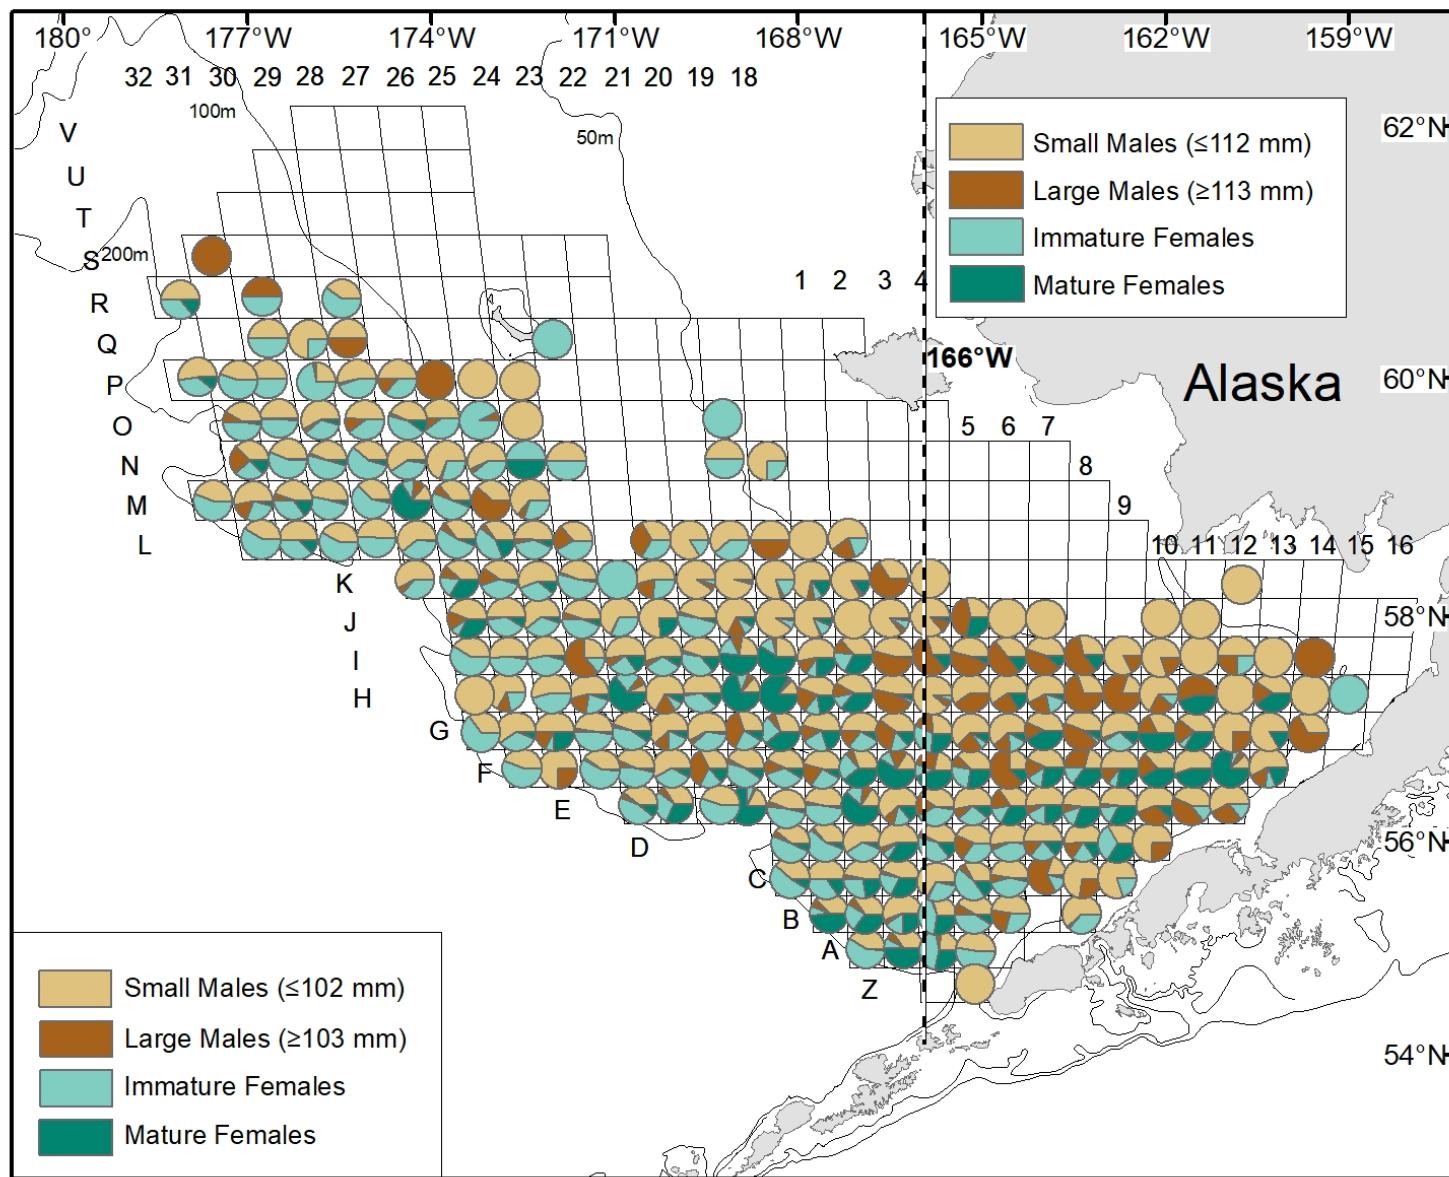 180° 177°W 174°W 171°W 168°W 165°W 162°W 159°W
32 31 30 29 28 27 26 25 24 23 22 21 20 19 18
100m
50m
62°N
V
U
T
S 200m
R
Q
P
O
N
M
L
K
J
I
H
G
F
E
D
C
B
A
Z
Small Males (≤112 mm)
Large Males (≥113 mm)
Immature Females
Mature Females
1 2 3 4
166°W
60°N
Alaska
5 6 7
8
9
10 11 12 13 14 15 16
58°N
56°N
54°N
Small Males (≤102 mm)
Large Males (≥103 mm)
Immature Females
Mature Females